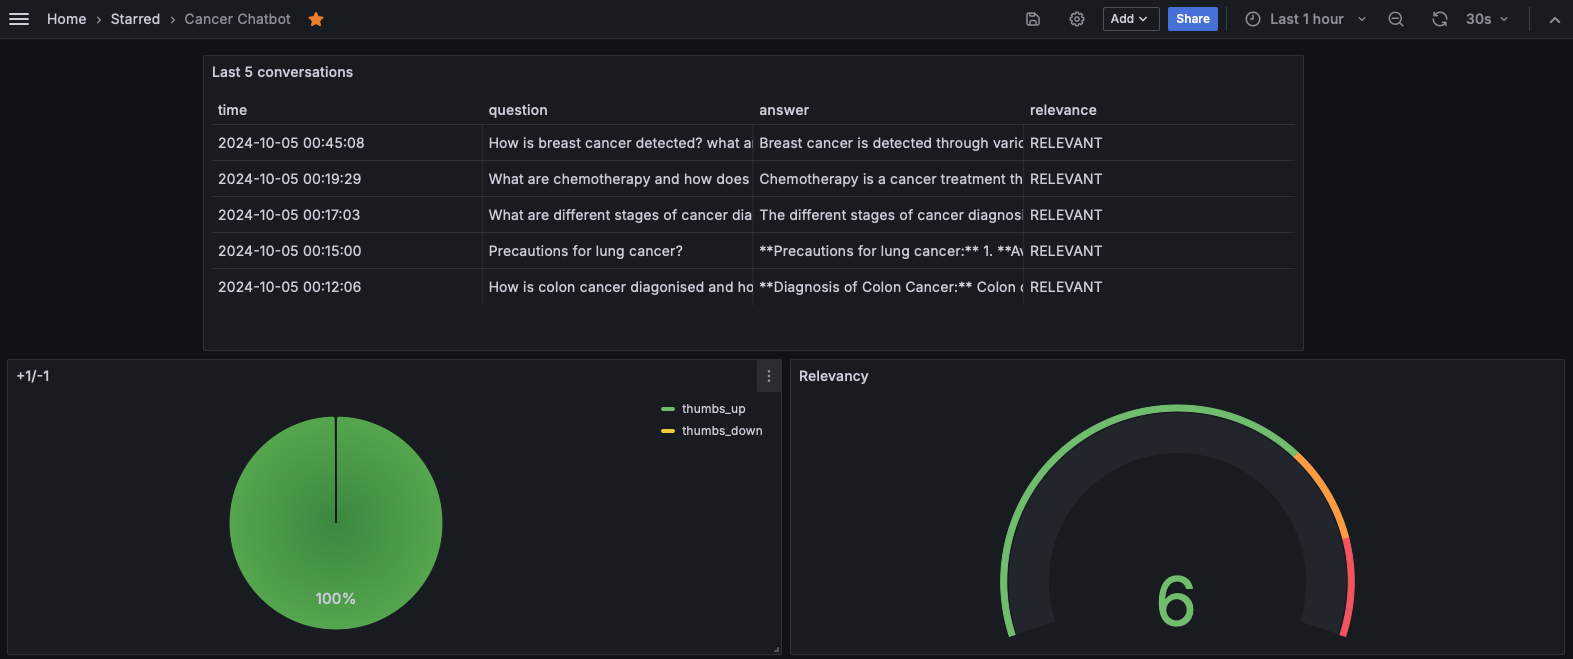 Home › Starred › Cancer Chatbot
Add
Share
Last 1 hour
30s
Last 5 conversations
time question answer relevance
2024-10-05 00:45:08 How is breast cancer detected? what a Breast cancer is detected through vario RELEVANT
2024-10-05 00:19:29 What are chemotherapy and how does Chemotherapy is a cancer treatment th RELEVANT
2024-10-05 00:17:03 What are different stages of cancer dia The different stages of cancer diagnosi RELEVANT
2024-10-05 00:15:00 Precautions for lung cancer? **Precautions for lung cancer:** 1. **Av RELEVANT
2024-10-05 00:12:06 How is colon cancer diagonised and ho **Diagnosis of Colon Cancer:** Colon c RELEVANT
+1/-1
thumbs_up
thumbs_down
100%
Relevancy
6